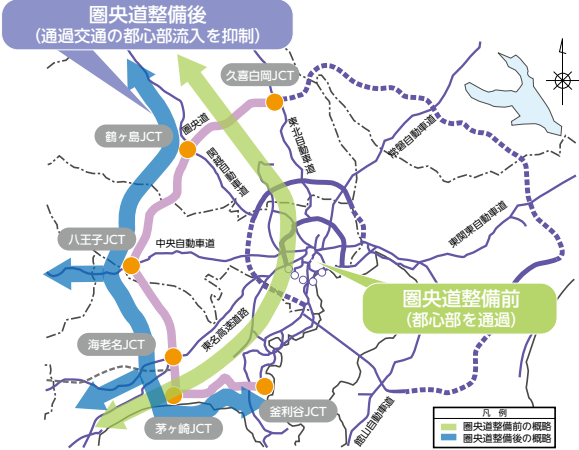 圏央道整備後
(通過交通の都心部流入を抑制)
久喜白岡JCT
鶴ヶ島JCT
圏央道
関越自動車道
東北自動車道
常磐自動車道
八王子JCT
中央自動車道
東関東自動車道
圏央道整備前
(都心部を通過)
海老名JCT
東名高速道路
茅ヶ崎JCT
釜利谷JCT
館山自動車道
凡 例
圏央道整備前の概略
圏央道整備後の概略